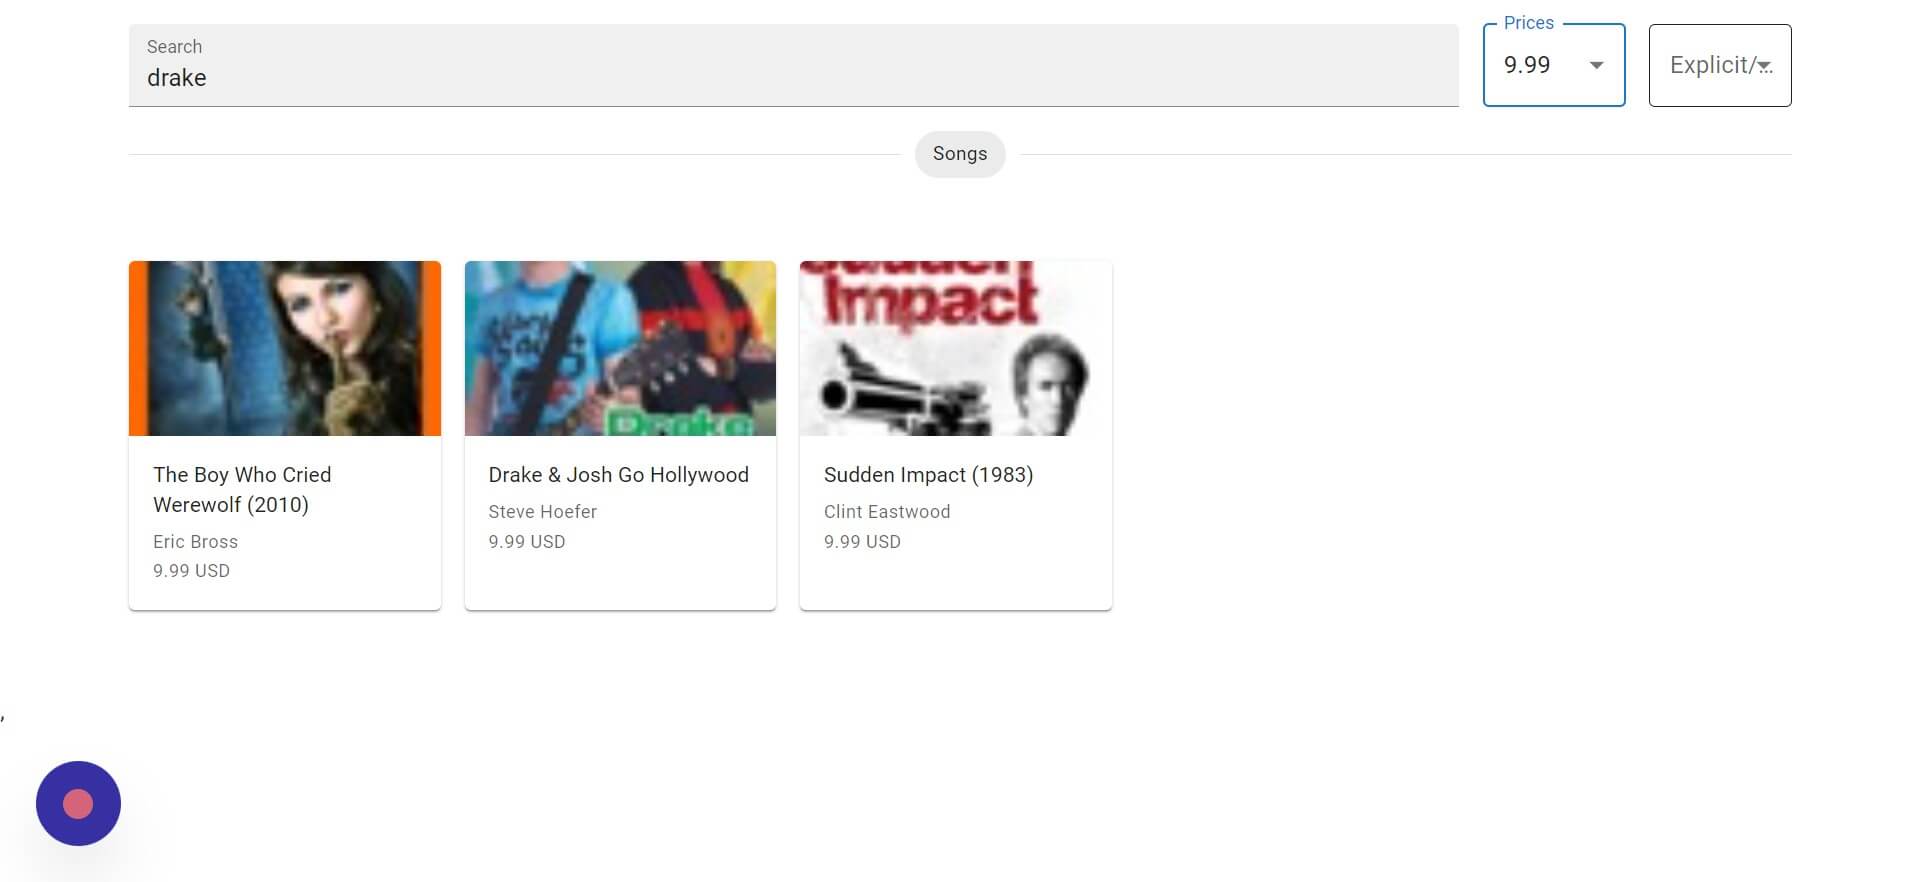 Search
drake
Prices
9.99
Explicit/...
Songs
Impact
Drake
The Boy Who Cried
Werewolf (2010)
Eric Bross
9.99 USD
Drake & Josh Go Hollywood
Steve Hoefer
9.99 USD
Sudden Impact (1983)
Clint Eastwood
9.99 USD
,